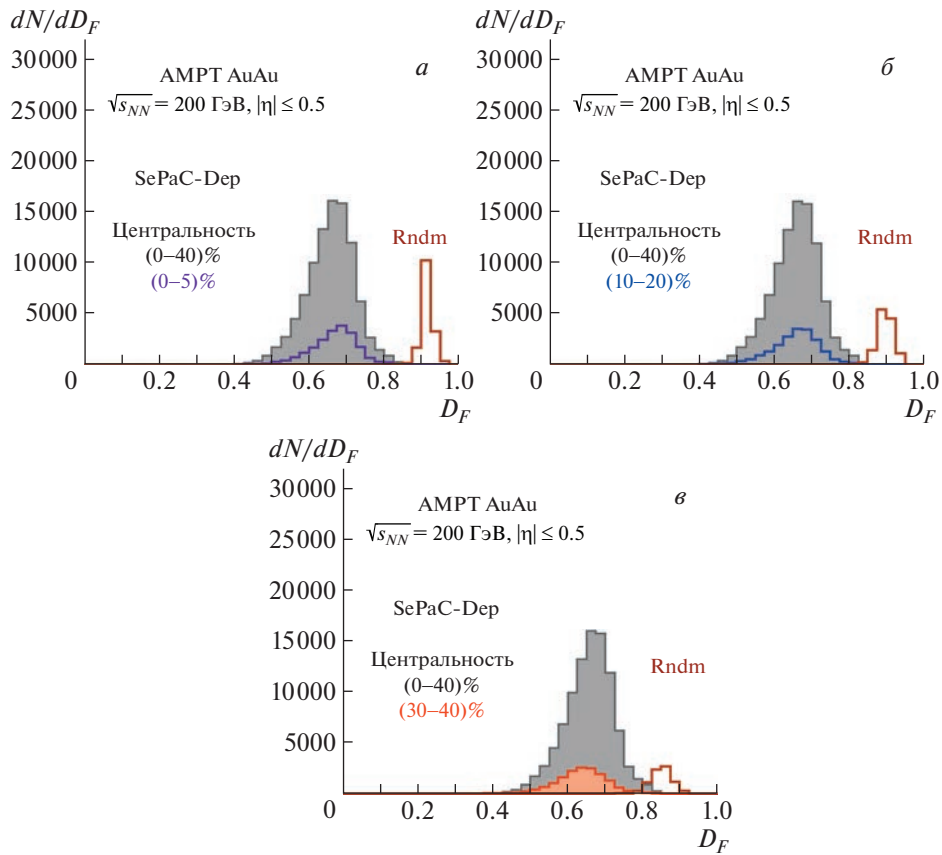 dN/dD_F
30000
25000
20000
15000
10000
5000
0
0.2
0.4
0.6
0.8
1.0
D_F
а
AMPT AuAu
√s_NN = 200 ГэВ, |η| ≤ 0.5
SePaC-Dep
Центральность
(0–40)%
(0–5)%
Rndm
dN/dD_F
30000
25000
20000
15000
10000
5000
0
0.2
0.4
0.6
0.8
1.0
D_F
б
AMPT AuAu
√s_NN = 200 ГэВ, |η| ≤ 0.5
SePaC-Dep
Центральность
(0–40)%
(10–20)%
Rndm
dN/dD_F
30000
25000
20000
15000
10000
5000
0
0.2
0.4
0.6
0.8
1.0
D_F
в
AMPT AuAu
√s_NN = 200 ГэВ, |η| ≤ 0.5
SePaC-Dep
Центральность
(0–40)%
(30–40)%
Rndm